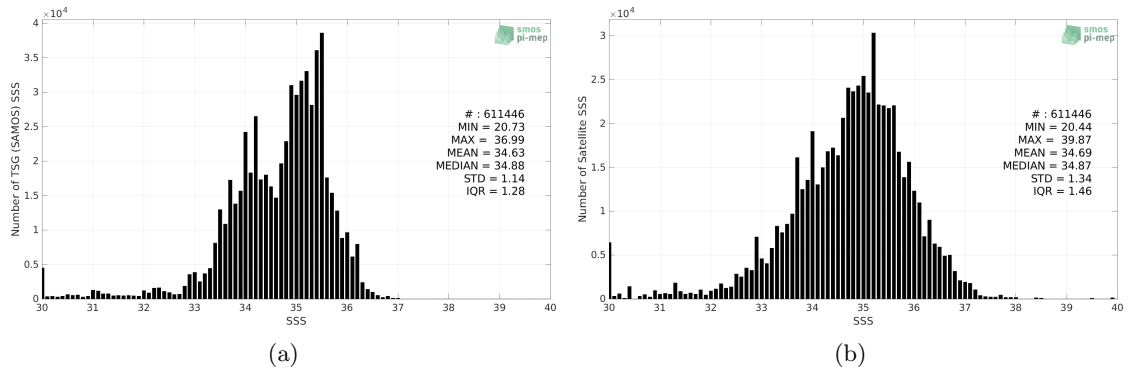 ×10⁴
4
3.5
3
2.5
2
1.5
1
0.5
0
Number of TSG (SAMOS) SSS
30 31 32 33 34 35 36 37 38 39 40
SSS
smos
pi-mep
# : 611446
MIN = 20.73
MAX = 36.99
MEAN = 34.63
MEDIAN = 34.88
STD = 1.14
IQR = 1.28
(a)
×10⁴
3
2.5
2
1.5
1
0.5
0
Number of Satellite SSS
30 31 32 33 34 35 36 37 38 39 40
SSS
smos
pi-mep
# : 611446
MIN = 20.44
MAX = 39.87
MEAN = 34.69
MEDIAN = 34.87
STD = 1.34
IQR = 1.46
(b)